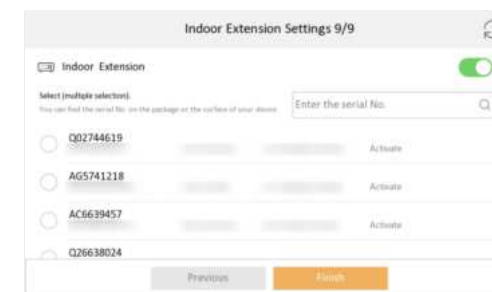 Indoor Extension Settings 9/9
Indoor Extension
Select (multiple selection).
You can find the serial No. on the package or the surface of your device.
Enter the serial No.
Q02744619
Activate
AG5741218
Activate
AC6639457
Activate
Q26638024
Previous
Finish